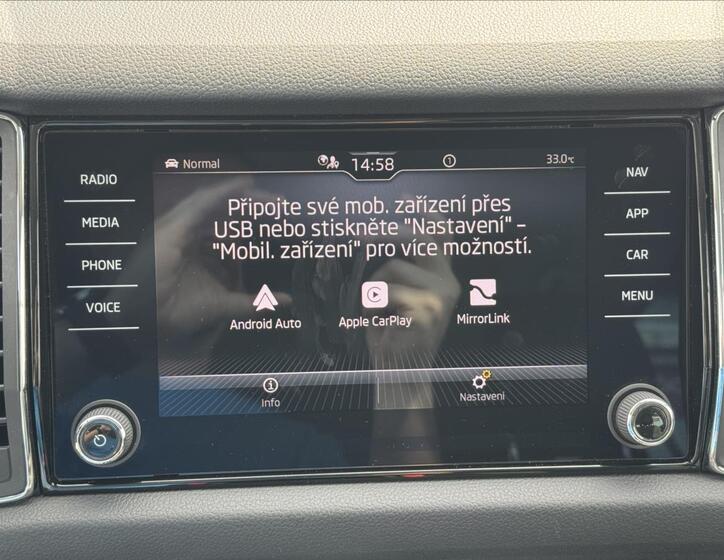 Normal 14:58 1 33.0°C
RADIO
MEDIA
PHONE
VOICE
Připojte své mob. zařízení přes
USB nebo stiskněte "Nastavení" –
"Mobil. zařízení" pro více možností.
Android Auto
Apple CarPlay
MirrorLink
Info
Nastavení
NAV
APP
CAR
MENU